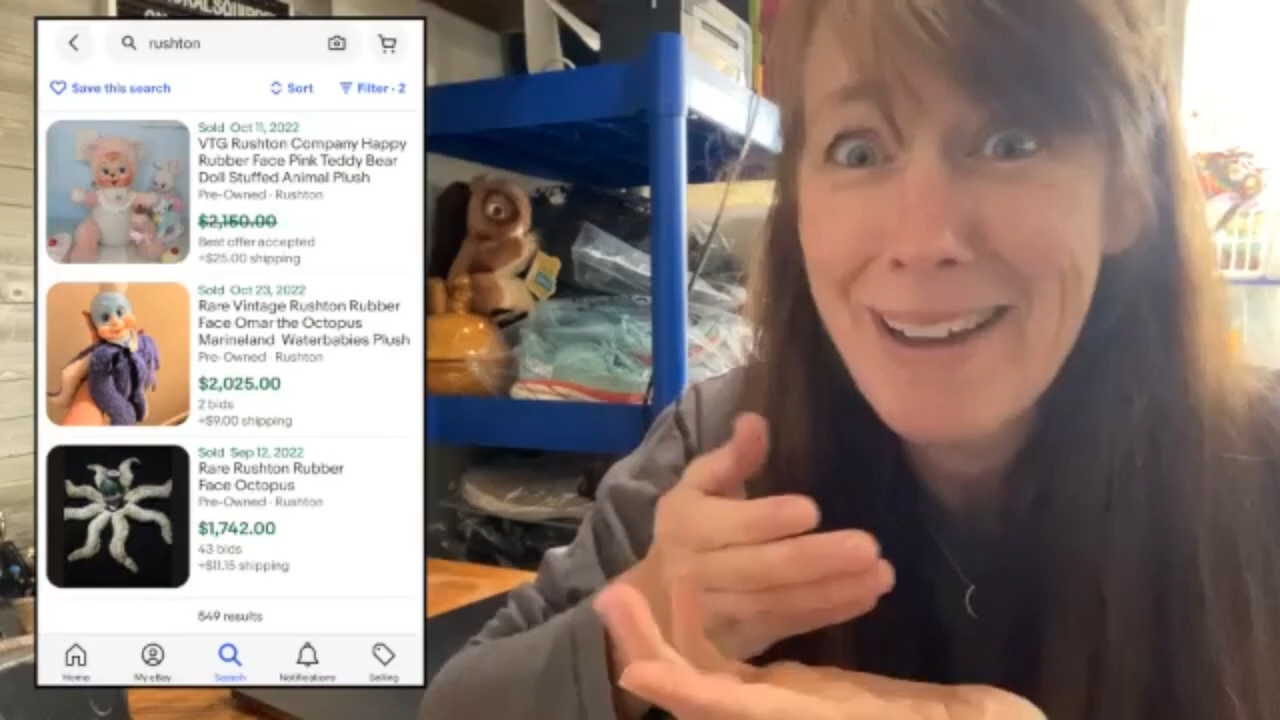 rushton
Save this search
Sort
Filter · 2
Sold Oct 11, 2022
VTG Rushton Company Happy
Rubber Face Pink Teddy Bear
Doll Stuffed Animal Plush
Pre-Owned · Rushton
$2,150.00
Best offer accepted
+$25.00 shipping
Sold Oct 23, 2022
Rare Vintage Rushton Rubber
Face Omar the Octopus
Marineland Waterbabies Plush
Pre-Owned · Rushton
$2,025.00
2 bids
+$9.00 shipping
Sold Sep 12, 2022
Rare Rushton Rubber
Face Octopus
Pre-Owned · Rushton
$1,742.00
43 bids
+$11.15 shipping
549 results
Home
My eBay
Search
Notifications
Selling